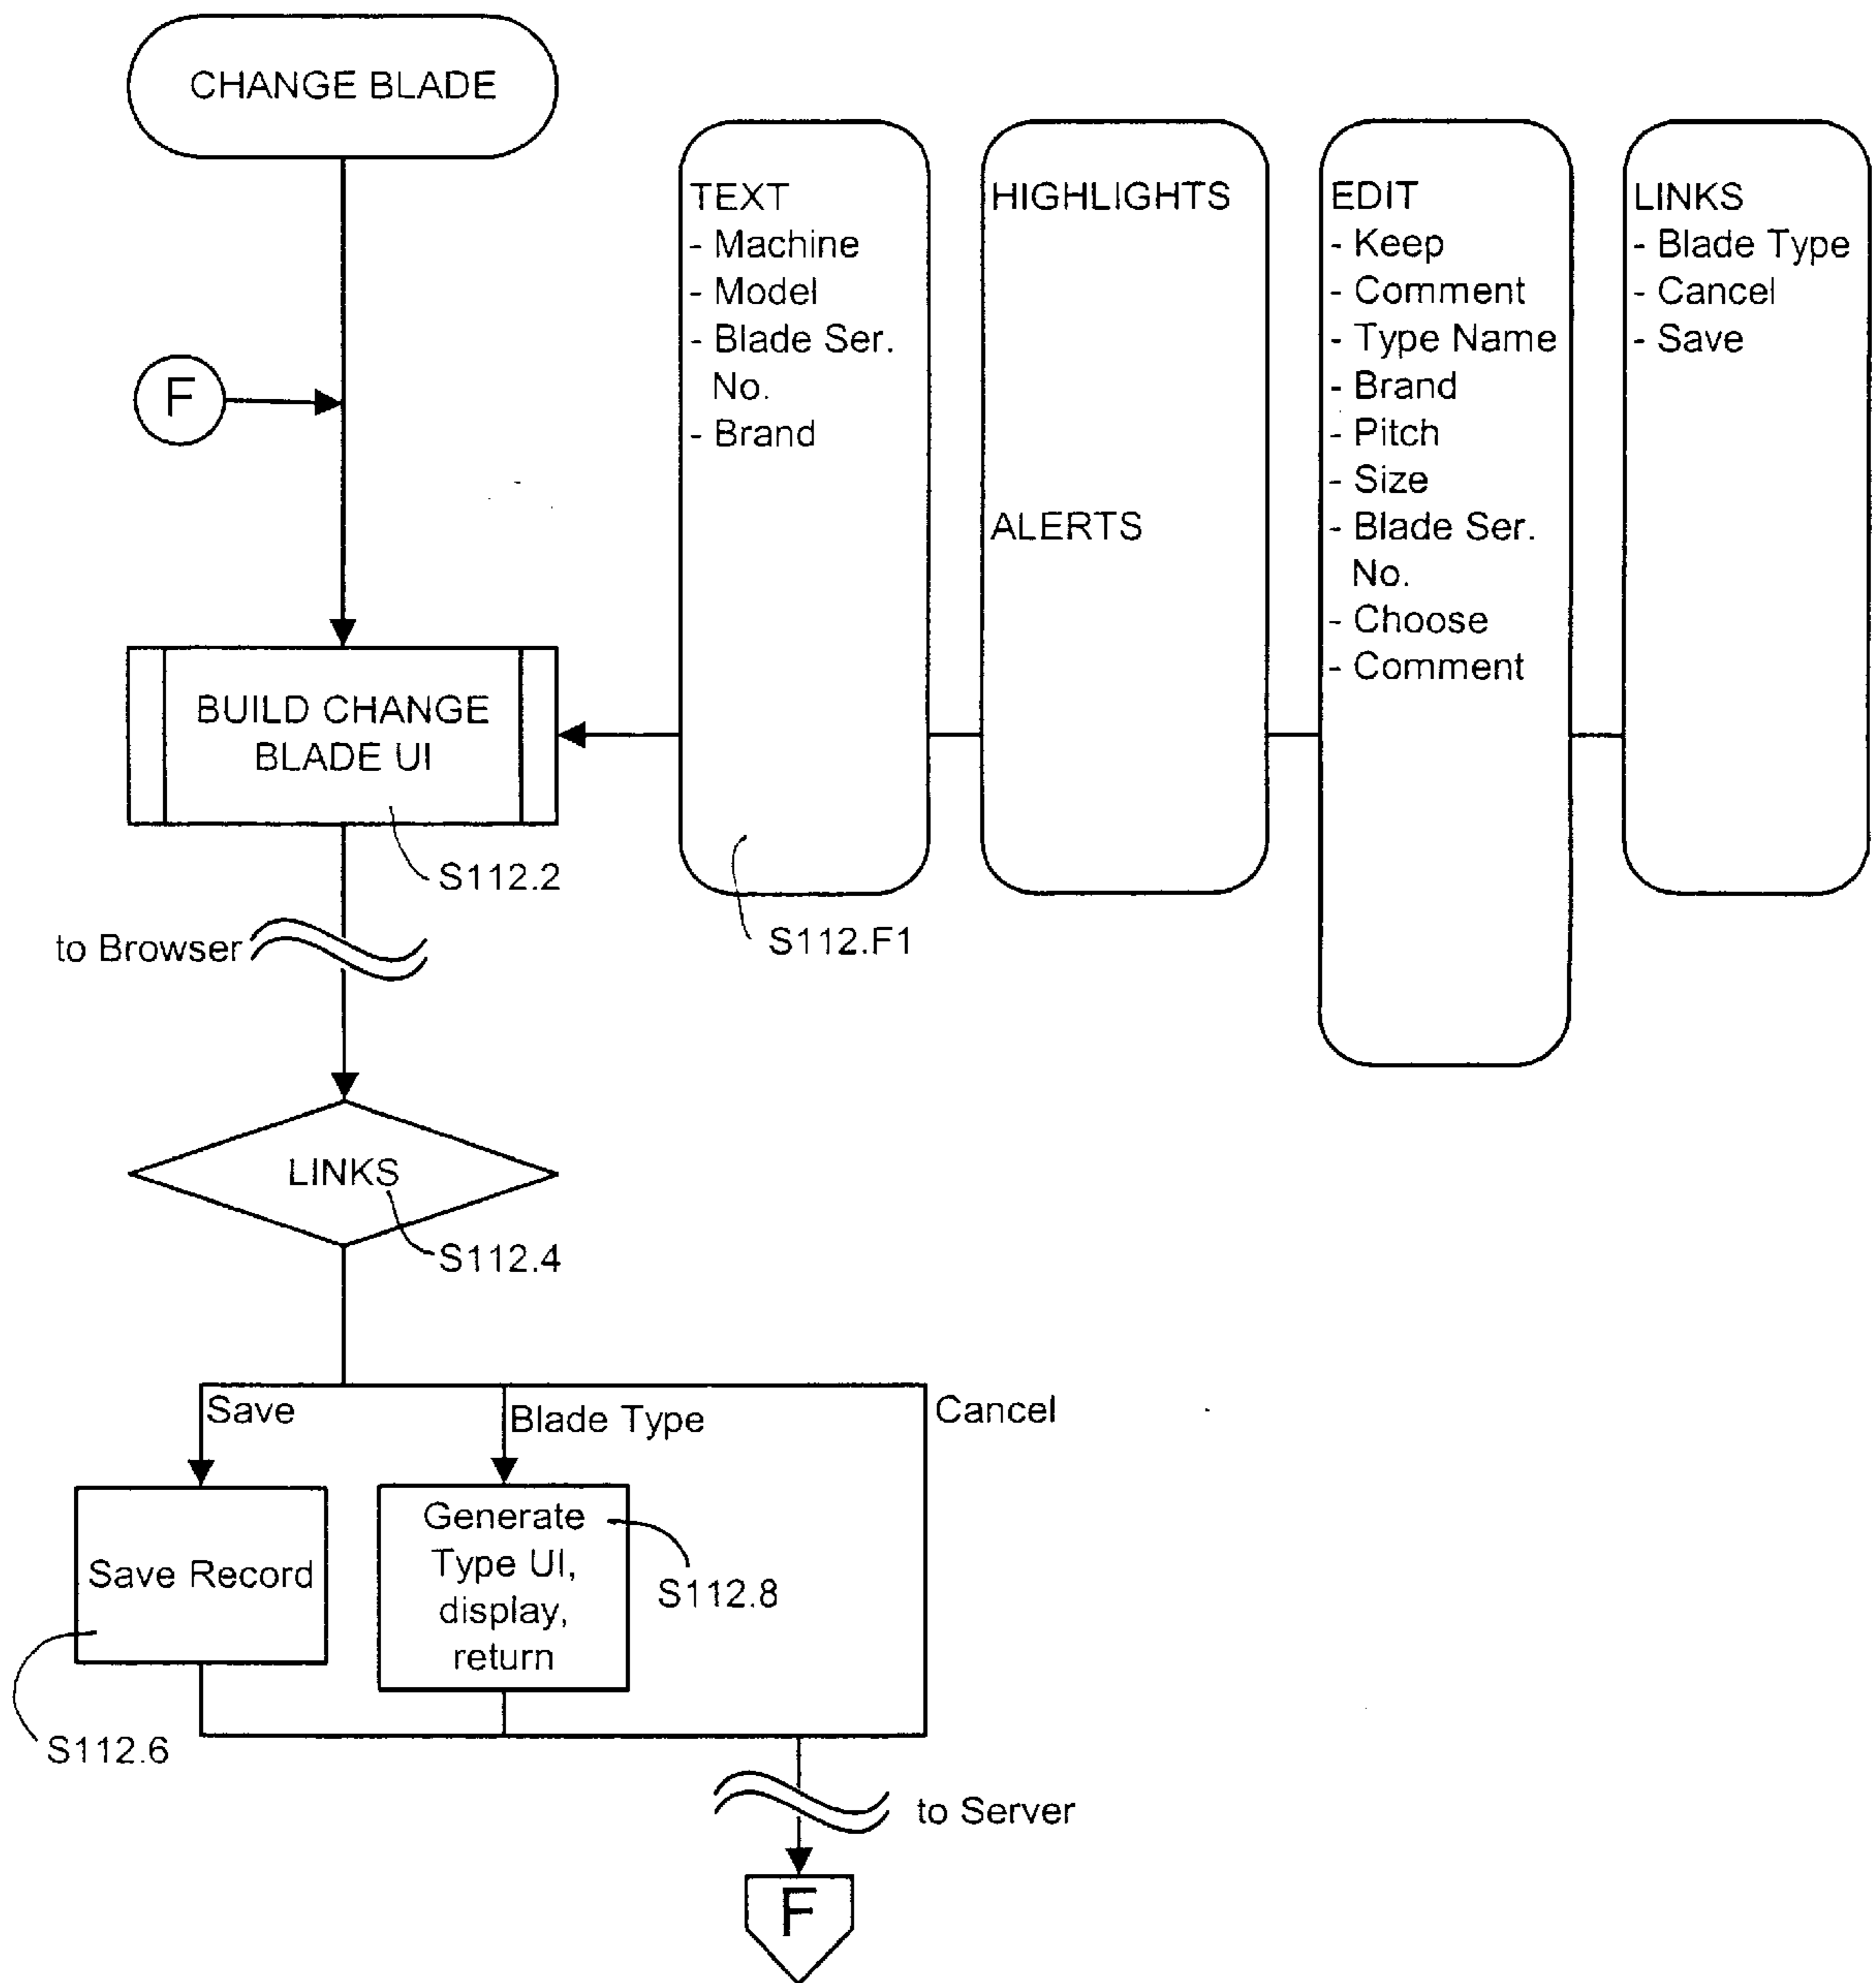 CHANGE BLADE
F
TEXT
- Machine
- Model
- Blade Ser.
No.
- Brand
HIGHLIGHTS
ALERTS
EDIT
- Keep
- Comment
- Type Name
- Brand
- Pitch
- Size
- Blade Ser.
No.
- Choose
- Comment
LINKS
- Blade Type
- Cancel
- Save
BUILD CHANGE
BLADE UI
S112.2
S112.F1
to Browser
LINKS
S112.4
Save
Blade Type
Cancel
Save Record
Generate
Type UI,
display,
return
S112.8
S112.6
to Server
F